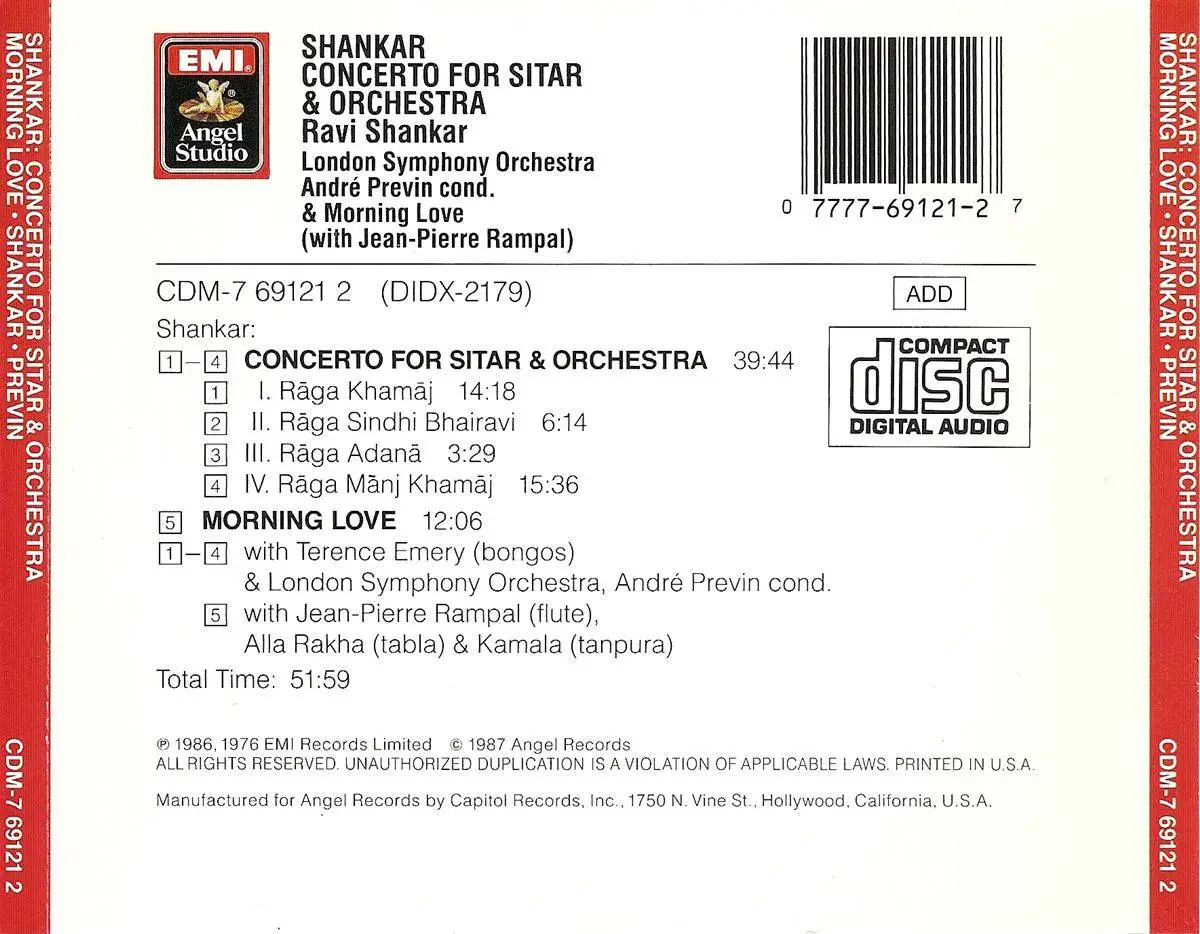 SHANKAR: CONCERTO FOR SITAR & ORCHESTRA
MORNING LOVE • SHANKAR • PREVIN
CDM-7 69121 2
EMI®
®
Angel
Studio
SHANKAR
CONCERTO FOR SITAR
& ORCHESTRA
Ravi Shankar
London Symphony Orchestra
André Previn cond.
& Morning Love
(with Jean-Pierre Rampal)
0 7777-69121-2 7
CDM-7 69121 2 (DIDX-2179)
ADD
COMPACT
disc
DIGITAL AUDIO
Shankar:
1–4 CONCERTO FOR SITAR & ORCHESTRA 39:44
1 I. Rāga Khamāj 14:18
2 II. Rāga Sindhi Bhairavi 6:14
3 III. Rāga Adanā 3:29
4 IV. Rāga Mānj Khamāj 15:36
5 MORNING LOVE 12:06
1–4 with Terence Emery (bongos)
& London Symphony Orchestra, André Previn cond.
5 with Jean-Pierre Rampal (flute),
Alla Rakha (tabla) & Kamala (tanpura)
Total Time: 51:59
℗ 1986, 1976 EMI Records Limited © 1987 Angel Records
ALL RIGHTS RESERVED. UNAUTHORIZED DUPLICATION IS A VIOLATION OF APPLICABLE LAWS. PRINTED IN U.S.A.
Manufactured for Angel Records by Capitol Records, Inc., 1750 N. Vine St., Hollywood, California, U.S.A.
SHANKAR: CONCERTO FOR SITAR & ORCHESTRA
MORNING LOVE • SHANKAR • PREVIN
CDM-7 69121 2